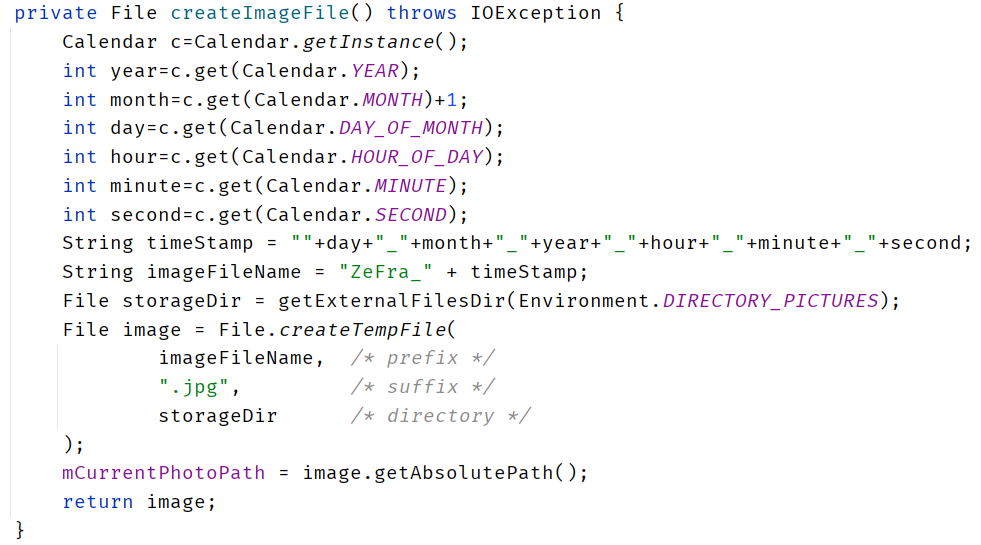 private File createImageFile() throws IOException {
    Calendar c=Calendar.getInstance();
    int year=c.get(Calendar.YEAR);
    int month=c.get(Calendar.MONTH)+1;
    int day=c.get(Calendar.DAY_OF_MONTH);
    int hour=c.get(Calendar.HOUR_OF_DAY);
    int minute=c.get(Calendar.MINUTE);
    int second=c.get(Calendar.SECOND);
    String timeStamp = ""+day+"_"+month+"_"+year+"_"+hour+"_"+minute+"_"+second;
    String imageFileName = "ZeFra_" + timeStamp;
    File storageDir = getExternalFilesDir(Environment.DIRECTORY_PICTURES);
    File image = File.createTempFile(
            imageFileName,  /* prefix */
            ".jpg",         /* suffix */
            storageDir      /* directory */
    );
    mCurrentPhotoPath = image.getAbsolutePath();
    return image;
}